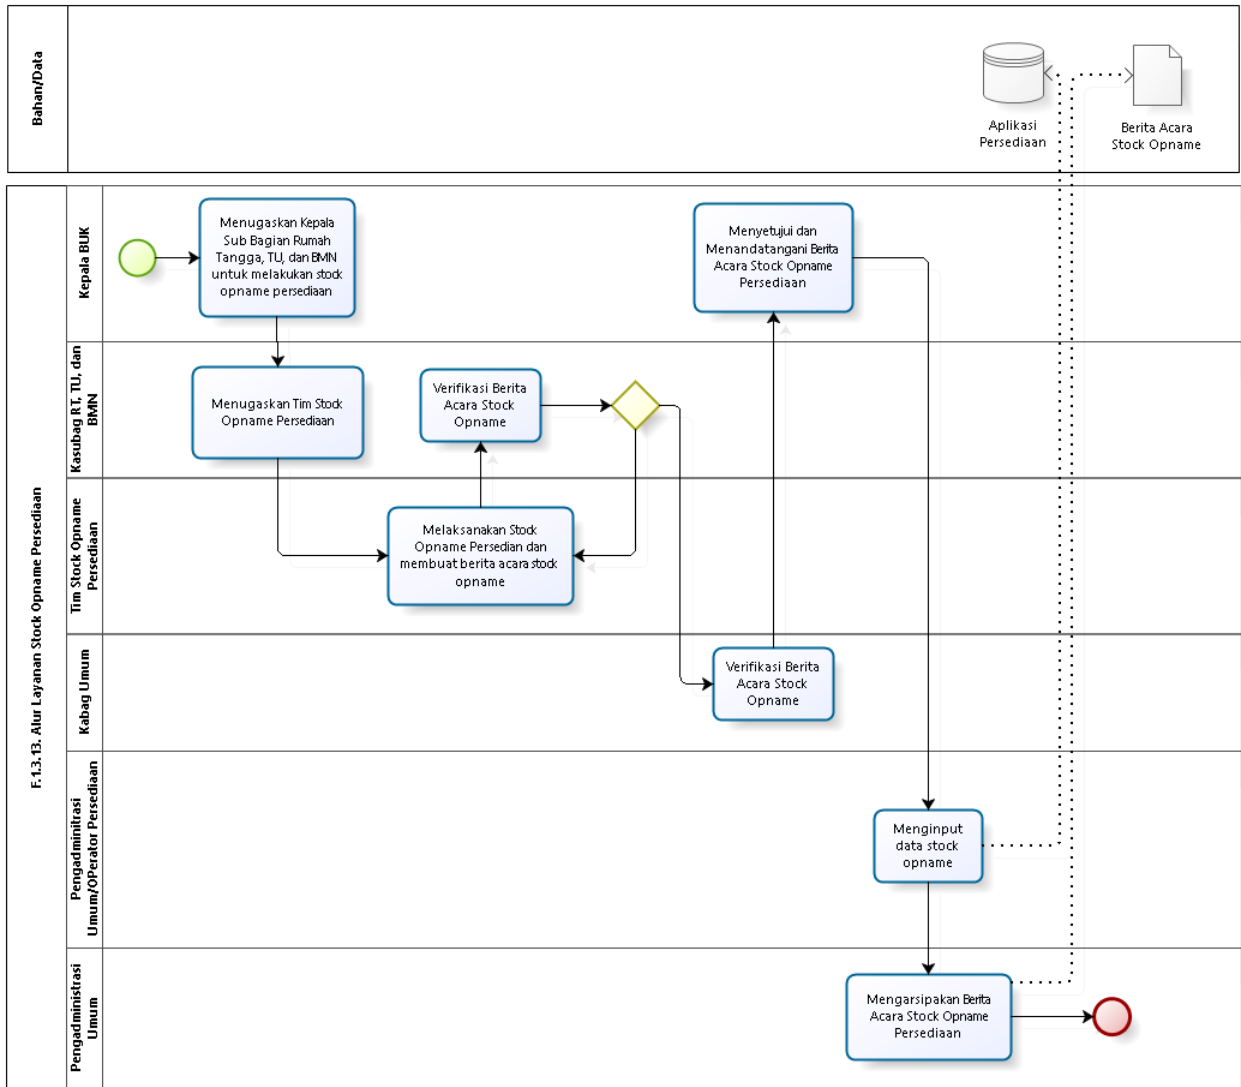 Bahan/Data
Aplikasi
Persediaan
Berita Acara
Stock Opname
F.1.3.13. Alur Layanan Stock Opname Persediaan
Kepala BUK
Menugaskan Kepala
Sub Bagian Rumah
Tangga, TU, dan BMN
untuk melakukan stock
opname persediaan
Menyetujui dan
Menandatangani Berita
Acara Stock Opname
Persediaan
Kasubag RT, TU, dan
BMN
Menugaskan Tim Stock
Opname Persediaan
Verifikasi Berita
Acara Stock
Opname
Tim Stock Opname
Persediaan
Melaksanakan Stock
Opname Persedian dan
membuat berita acara stock
opname
Kabag Umum
Verifikasi Berita
Acara Stock
Opname
Pengadminitrasi
Umum/OPerator Persediaan
Menginput
data stock
opname
Pengadministrasi
Umum
Mengarsipakan Berita
Acara Stock Opname
Persediaan